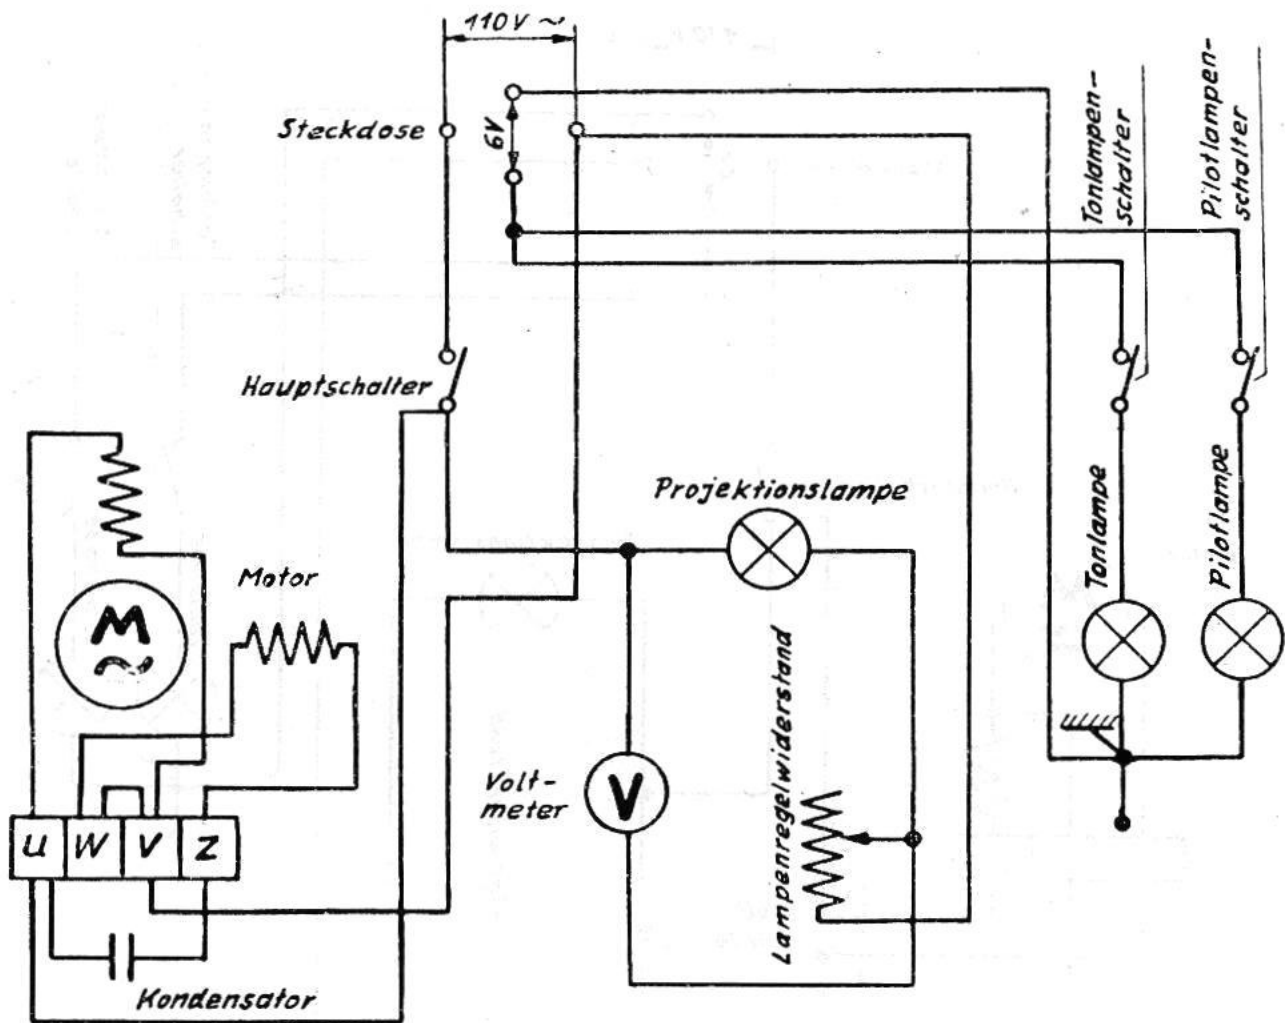 110V ~
Steckdose
6V
Tonlampen-
schalter
Pilotlampen-
schalter
Hauptschalter
Projektionslampe
Tonlampe
Pilotlampe
Motor
M
~
Volt-
meter
V
Lampenregelwiderstand
U W V Z
Kondensator